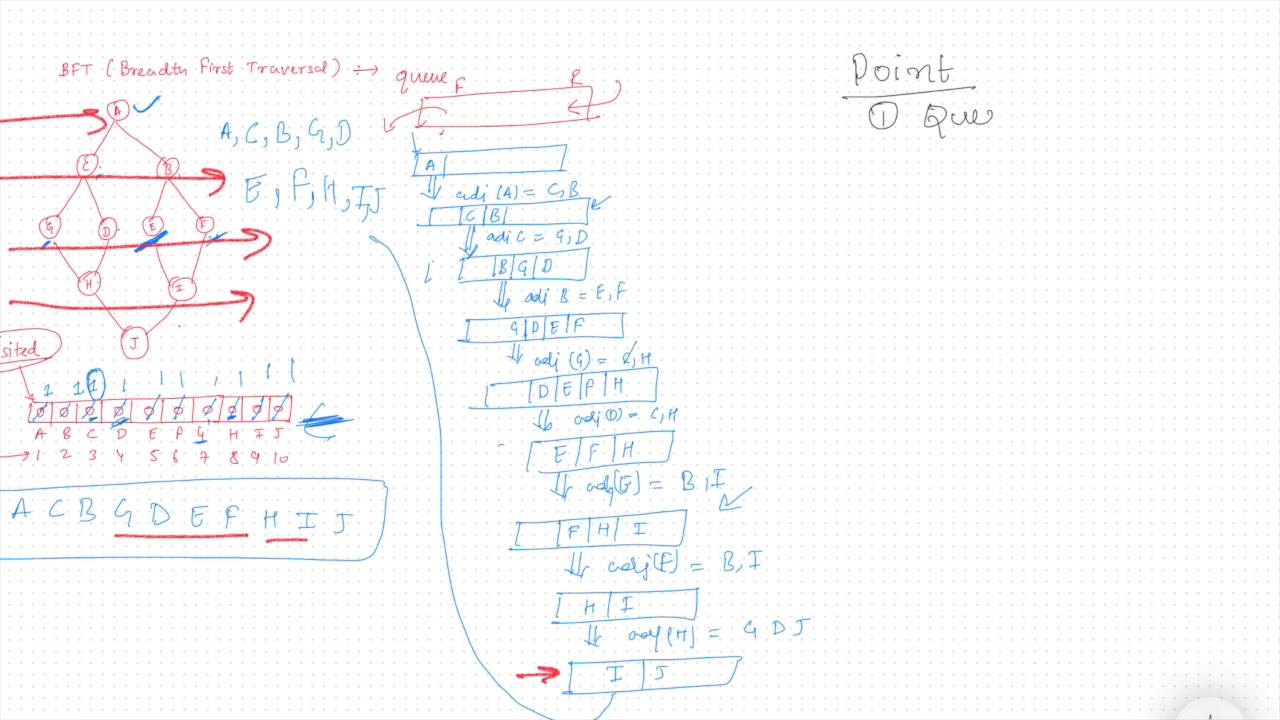 BFT (Breadth First Traversal) :→ queue
F R
A
A, C, B, G, D
E, F, H, I, J
E B
G D E F
H I
J
sited
1 1 1 1 1 1 1 1 1 1
0 0 0 0 0 0 0 0 0 0
A B C D E F G H I J
1 2 3 4 5 6 7 8 9 10
A C B G D E F H I J
A
adj (A) = C, B
C B
adj C = G, D
B G D
adj B = E, F
G D E F
adj (G) = C, H
D E F H
adj (D) = C, H
E F H
adj (E) = B, I
F H I
adj (F) = B, I
H I
adj (H) = G D J
I J
Point
① Que